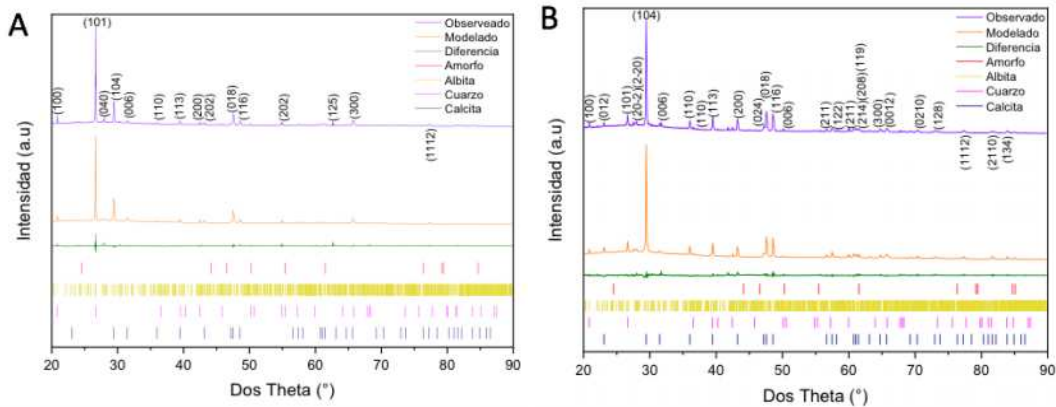 A
(101)
Observeado
Modelado
Diferencia
Amorfo
Albita
Cuarzo
Calcita
(100)
(040)
(104)
(006)
(110)
(113)
(200)
(202)
(018)
(116)
(202)
(125)
(300)
(1112)
Intensidad (a.u)
20 30 40 50 60 70 80 90
Dos Theta (°)
B
(104)
Observado
Modelado
Diferencia
Amorfo
Albita
Cuarzo
Calcita
(100)
(012)
(101)
(20-2)(2-20)
(006)
(110)
(110)
(113)
(200)
(024)
(018)
(116)
(006)
(211)
(122)
(211)
(214)(208)(119)
(300)
(0012)
(0210)
(128)
(1112)
(2110)
(134)
Intensidad (a.u)
10 20 30 40 50 60 70 80 90
Dos Theta (°)